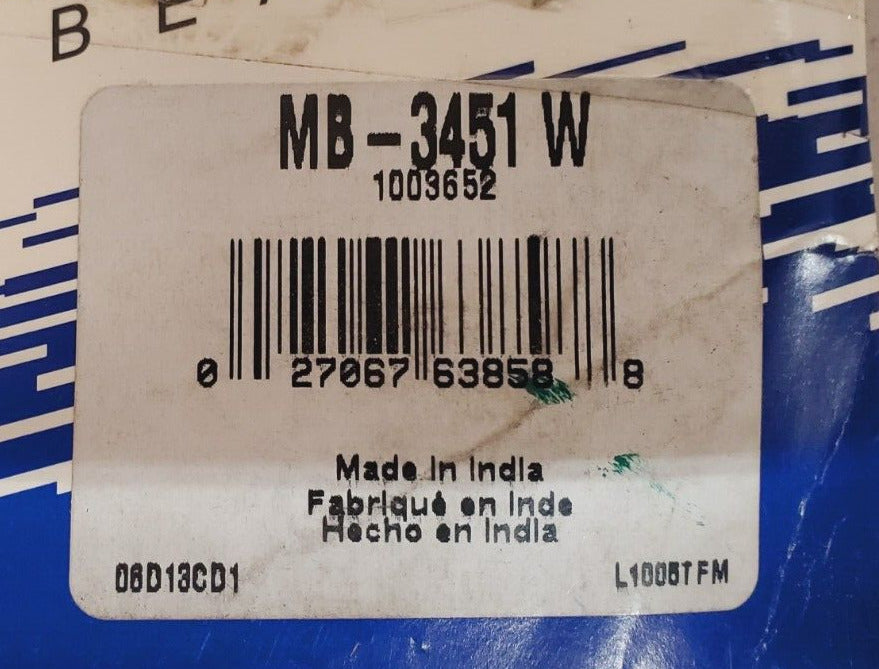 MB-3451 W
1003652
0 27067 63858 8
Made in India
Fabriqué en Inde
Hecho en India
06D13CD1
L1005TFM